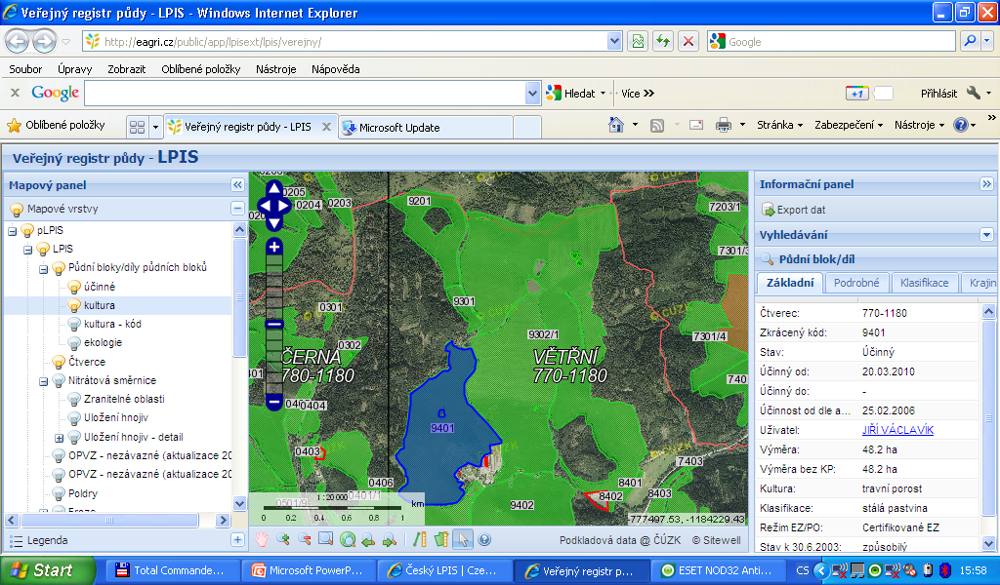 Veřejný registr půdy - LPIS - Windows Internet Explorer
http://eagri.cz/public/app/lpisext/lpis/verejny/
Google
Soubor Úpravy Zobrazit Oblíbené položky Nástroje Nápověda
x Google Hledat Více >> +1 Přihlásit
Oblíbené položky Veřejný registr půdy - LPIS Microsoft Update Stránka Zabezpečení Nástroje
Veřejný registr půdy - LPIS
Mapový panel
Mapové vrstvy
pLPIS
LPIS
Půdní bloky/díly půdních bloků
účinné
kultura
kultura - kód
ekologie
Čtverce
Nitrátová směrnice
Zranitelné oblasti
Uložení hnojiv
Uložení hnojiv - detail
OPVZ - nezávazné (aktualizace 20
OPVZ - nezávazné (aktualizace 20
Poldry
Legenda
0205
0204 0203
9201
7203/1
7301/3
9301
0301
9302/1
7301/4
0302
ČERNÁ
780-1180
VĚTŘNÍ
770-1180
740
0404
9401
0403
7403
0406
8401
0401/1
8402
8403
0501/9
9402
1 : 20 000
km
0 0.2 0.4 0.6 0.8 1
-777497.53, -1184229.43
Podkladová data @ ČÚZK © Sitewell
Informační panel
Export dat
Vyhledávání
Půdní blok/díl
Základní Podrobné Klasifikace Krajin
Čtverec: 770-1180
Zkrácený kód: 9401
Stav: Účinný
Účinný od: 20.03.2010
Účinný do: -
Účinnost od dle a... 25.02.2006
Uživatel: JIŘÍ VÁCLAVÍK
Výměra: 48.2 ha
Výměra bez KP: 48.2 ha
Kultura: travní porost
Klasifikace: stálá pastvina
Režim EZ/PO: Certifikované EZ
Stav k 30.6.2003: způsobilý
Start Total Commande... Microsoft PowerP... Český LPIS | Cze... Veřejný registr p... ESET NOD32 Anti... CS 15:58